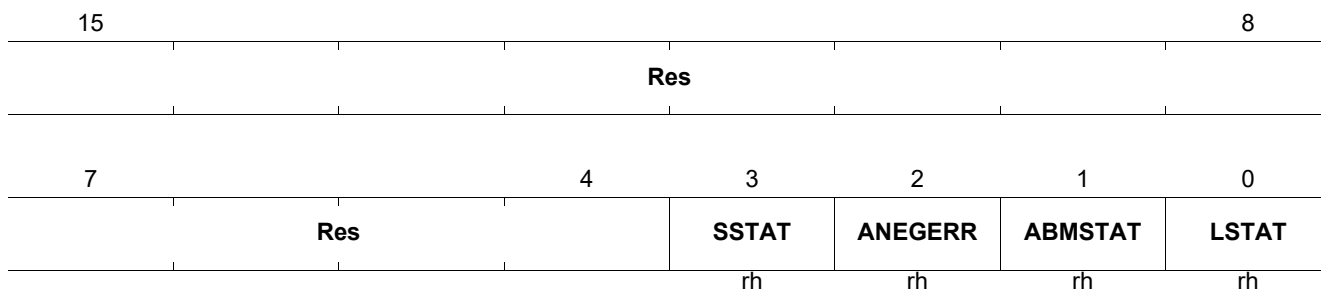 15 8
Res
7 4 3 2 1 0
Res SSTAT ANEGERR ABMSTAT LSTAT
rh rh rh rh